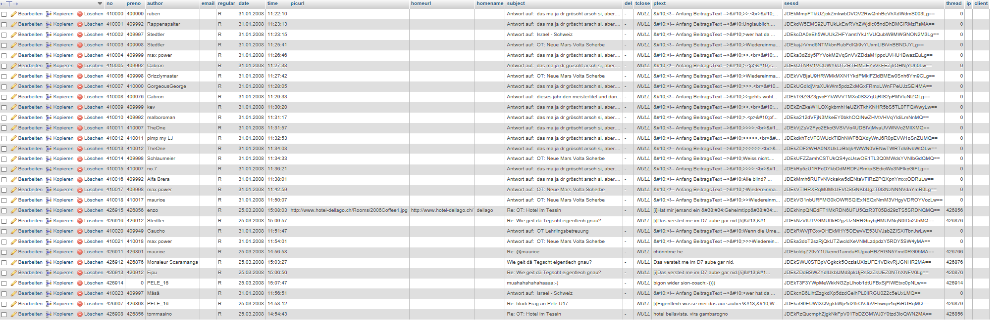 no preno author email regular date time picurl homeurl homename subject del tclose ptext sessd thread ip client
Bearbeiten Kopieren Löschen 410000 409999 ruben R 31.01.2008 11:22:10 Antwort auf: das ma ja dr gröscht arsch si, aber.... - NULL &#10;<!-- Anfang BeitragsText -->&#10;>>.<br>&#10;... 0
Bearbeiten Kopieren Löschen 410001 409992 Rappenspalter R 31.01.2008 11:23:13 Antwort auf: das ma ja dr gröscht arsch si, aber.... - NULL &#10;<!-- Anfang BeitragsText -->&#10;Unglaublich.... 0
Bearbeiten Kopieren Löschen 410002 409997 Stedtler R 31.01.2008 11:23:15 Antwort auf: Israel - Schweiz - NULL &#10;<!-- Anfang BeitragsText -->&#10;>wer hat da ... 0
Bearbeiten Kopieren Löschen 410003 409998 Stedtler R 31.01.2008 11:25:41 Antwort auf: OT: Neue Mars Volta Scherbe - NULL &#10;<!-- Anfang BeitragsText -->&#10;>Wiedereinma... 0
Bearbeiten Kopieren Löschen 410004 409999 max power R 31.01.2008 11:26:46 Antwort auf: das ma ja dr gröscht arsch si, aber.... - NULL &#10;<!-- Anfang BeitragsText -->&#10;>>.<br>&#10;... 0
Bearbeiten Kopieren Löschen 410005 409992 Cabron R 31.01.2008 11:27:33 Antwort auf: das ma ja dr gröscht arsch si, aber.... - NULL &#10;<!-- Anfang BeitragsText -->&#10;>.<p>&#10;is... 0
Bearbeiten Kopieren Löschen 410006 409998 Grizzlymaster R 31.01.2008 11:27:42 Antwort auf: OT: Neue Mars Volta Scherbe - NULL &#10;<!-- Anfang BeitragsText -->&#10;>Wiedereinma... 0
Bearbeiten Kopieren Löschen 410007 410000 GorgeousGeorge R 31.01.2008 11:28:05 Antwort auf: das ma ja dr gröscht arsch si, aber.... - NULL &#10;<!-- Anfang BeitragsText -->&#10;>>>.<br>&#10... 0
Bearbeiten Kopieren Löschen 410008 409976 Cabron R 31.01.2008 11:29:33 Antwort auf: dieses jahr den meistertitel und dan... - NULL &#10;<!-- Anfang BeitragsText -->&#10;>>gehts wohl... 0
Bearbeiten Kopieren Löschen 410009 409999 kev R 31.01.2008 11:30:20 Antwort auf: das ma ja dr gröscht arsch si, aber.... - NULL &#10;<!-- Anfang BeitragsText -->&#10;>>.<br>&#10;... 0
Bearbeiten Kopieren Löschen 410010 409992 malboroman R 31.01.2008 11:31:17 Antwort auf: das ma ja dr gröscht arsch si, aber.... - NULL &#10;<!-- Anfang BeitragsText -->&#10;>.<p>&#10;pf... 0
Bearbeiten Kopieren Löschen 410011 410007 TheOne R 31.01.2008 11:31:57 Antwort auf: das ma ja dr gröscht arsch si, aber.... - NULL &#10;<!-- Anfang BeitragsText -->&#10;>>>>.<br>&#1... 0
Bearbeiten Kopieren Löschen 410012 410011 pimp my LJ R 31.01.2008 11:32:53 Antwort auf: das ma ja dr gröscht arsch si, aber.... - NULL &#10;<!-- Anfang BeitragsText -->&#10;>>>>>.<br>&#... 0
Bearbeiten Kopieren Löschen 410013 410012 TheOne R 31.01.2008 11:34:03 Antwort auf: das ma ja dr gröscht arsch si, aber.... - NULL &#10;<!-- Anfang BeitragsText -->&#10;>>>>>>.<br>&... 0
Bearbeiten Kopieren Löschen 410014 409998 Schlaumeier R 31.01.2008 11:34:33 Antwort auf: OT: Neue Mars Volta Scherbe - NULL &#10;<!-- Anfang BeitragsText -->&#10;Weiss nicht.... 0
Bearbeiten Kopieren Löschen 410015 410007 no.7 R 31.01.2008 11:36:21 Antwort auf: das ma ja dr gröscht arsch si, aber.... - NULL &#10;<!-- Anfang BeitragsText -->&#10;>>>>.<br>&#1... 0
Bearbeiten Kopieren Löschen 410016 409992 Alfa Brera R 31.01.2008 11:38:01 Antwort auf: das ma ja dr gröscht arsch si, aber.... - NULL &#10;<!-- Anfang BeitragsText -->&#10;Alle blind? ... 0
Bearbeiten Kopieren Löschen 410017 409998 max power R 31.01.2008 11:42:59 Antwort auf: OT: Neue Mars Volta Scherbe - NULL &#10;<!-- Anfang BeitragsText -->&#10;>Wiedereinma... 0
Bearbeiten Kopieren Löschen 410018 410017 maurice R 31.01.2008 11:50:07 Antwort auf: OT: Neue Mars Volta Scherbe - NULL &#10;<!-- Anfang BeitragsText -->&#10;>>Wiedereinm... 0
Bearbeiten Kopieren Löschen 426915 426856 enzo R 25.03.2008 15:08:03 http://www.hotel-dellago.ch/Rooms/2006Coffee1.jpg http://www.hotel-dellago.ch/ dellago Re: OT: Hotel im Tessin - NULL [i]Hat mir jemand ein &#38;#34;Geheimtipp&#38;#34;... 426856
Bearbeiten Kopieren Löschen 426916 426912 Stedtler R 25.03.2008 15:09:57 Re: Wie geit dä Tegscht eigentlech gnau? - NULL [i]Das versteit me im D7 aube gar nid.[/i]&#13;&#1... 426876
Bearbeiten Kopieren Löschen 410020 409949 Gaucho R 31.01.2008 11:51:47 Antwort auf: OT Lehrlingsbetreuung - NULL &#10;<!-- Anfang BeitragsText -->&#10;Wenn die Ume... 0
Bearbeiten Kopieren Löschen 410021 410018 max power R 31.01.2008 11:54:01 Antwort auf: OT: Neue Mars Volta Scherbe - NULL &#10;<!-- Anfang BeitragsText -->&#10;>>>Wiederein... 0
Bearbeiten Kopieren Löschen 426911 426801 maurice R 25.03.2008 14:56:58 Re: @maurice - NULL chönntme he 426766
Bearbeiten Kopieren Löschen 426912 426876 Monsieur Scaramanga R 25.03.2008 15:03:27 Wie geit dä Tegscht eigentlech gnau? - NULL Das versteit me im D7 aube gar nid. 426876
Bearbeiten Kopieren Löschen 426913 426912 Fipu R 25.03.2008 15:06:56 Re: Wie geit dä Tegscht eigentlech gnau? - NULL [i]Das versteit me im D7 aube gar nid.[/i]&#13;&#1... 426876
Bearbeiten Kopieren Löschen 426914 0 PELE_16 R 25.03.2008 15:07:47 muahahahahahaaaa:-) - NULL bigon wider sion-coach:-)))) 426914
Bearbeiten Kopieren Löschen 410023 409997 Mäsä R 31.01.2008 11:56:51 Antwort auf: Israel - Schweiz - NULL &#10;<!-- Anfang BeitragsText -->&#10;>wer hat da ... 0
Bearbeiten Kopieren Löschen 426907 426898 PELE_16 R 25.03.2008 14:53:12 Re: blödi Frag an Pele U17 - NULL [i]Eigentlech wüsse mer das aui säuber!&#13;&#10;W... 426879
Bearbeiten Kopieren Löschen 426908 426856 tommasino R 25.03.2008 14:54:43 Re: OT: Hotel im Tessin - NULL hotel bellavista, vira gambarogno 426856